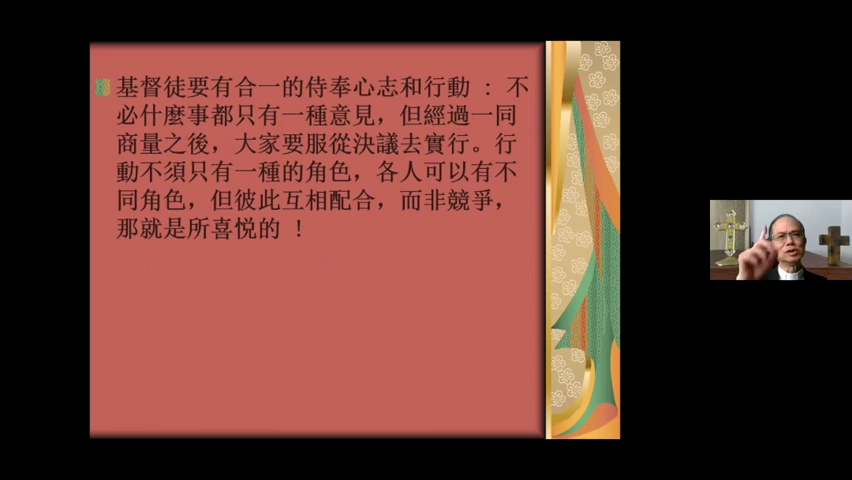 基督徒要有合一的侍奉心志和行動 : 不
必什麼事都只有一種意見，但經過一同
商量之後，大家要服從決議去實行。行
動不須只有一種的角色，各人可以有不
同角色，但彼此互相配合，而非競爭，
那就是所喜悅的 !